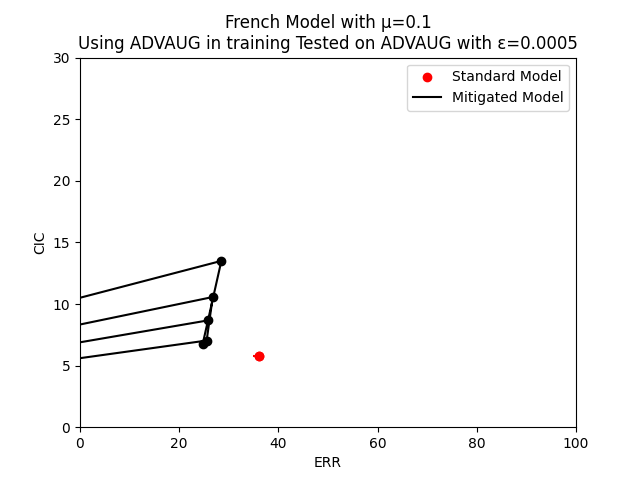 French Model with μ=0.1
Using ADVAUG in training Tested on ADVAUG with ε=0.0005
Standard Model
Mitigated Model
30
25
20
15
10
5
0
CIC
0 20 40 60 80 100
ERR